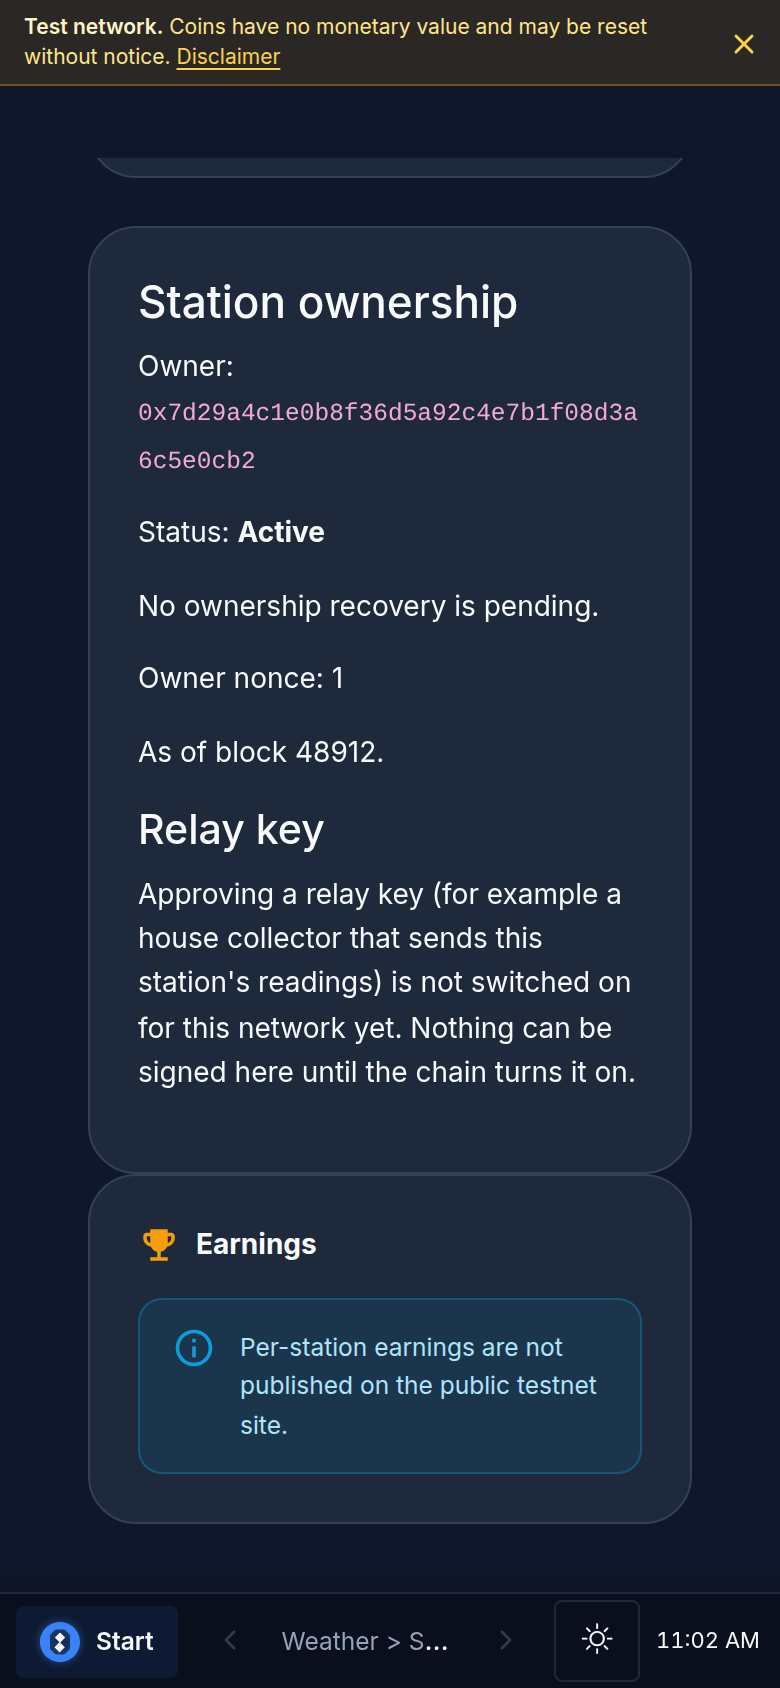 Test network. Coins have no monetary value and may be reset
without notice. Disclaimer
Station ownership
Owner:
0x7d29a4c1e0b8f36d5a92c4e7b1f08d3a
6c5e0cb2
Status: Active
No ownership recovery is pending.
Owner nonce: 1
As of block 48912.
Relay key
Approving a relay key (for example a
house collector that sends this
station's readings) is not switched on
for this network yet. Nothing can be
signed here until the chain turns it on.
Earnings
Per-station earnings are not
published on the public testnet
site.
Start
Weather > S...
11:02 AM